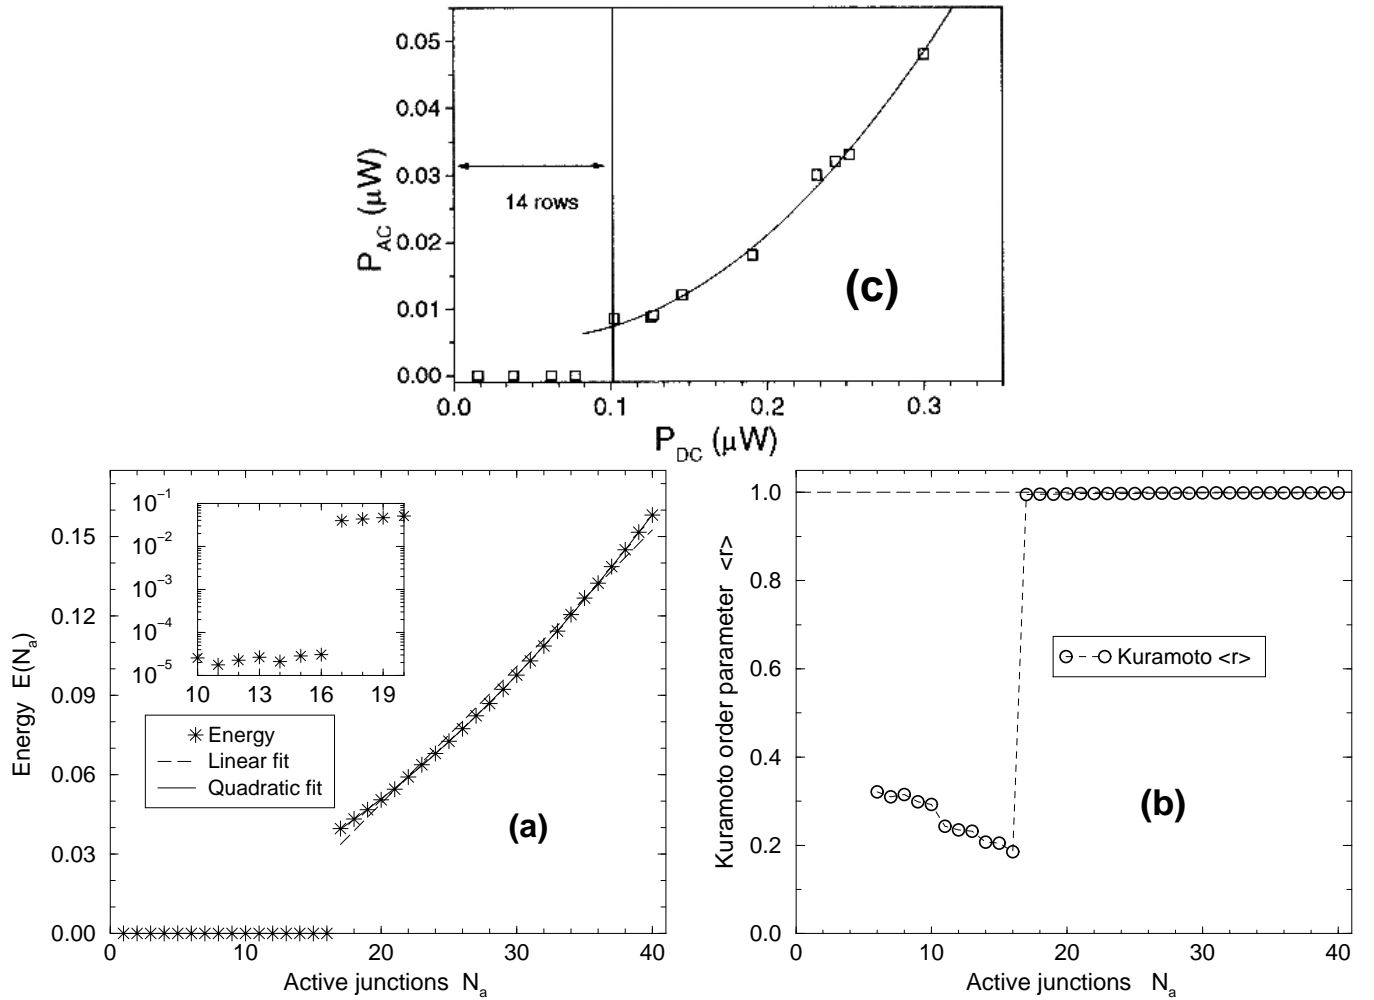 0.05
0.04
0.03
0.02
0.01
0.00
P_AC (μW)
14 rows
(c)
0.0 0.1 0.2 0.3
P_DC (μW)
0.15
0.12
0.09
0.06
0.03
0.00
Energy E(N_a)
10^−1
10^−2
10^−3
10^−4
10^−5
10 13 16 19
Energy
Linear fit
Quadratic fit
(a)
0 10 20 30 40
Active junctions N_a
1.0
0.8
0.6
0.4
0.2
0.0
Kuramoto order parameter <r>
Kuramoto <r>
(b)
0 10 20 30 40
Active junctions N_a